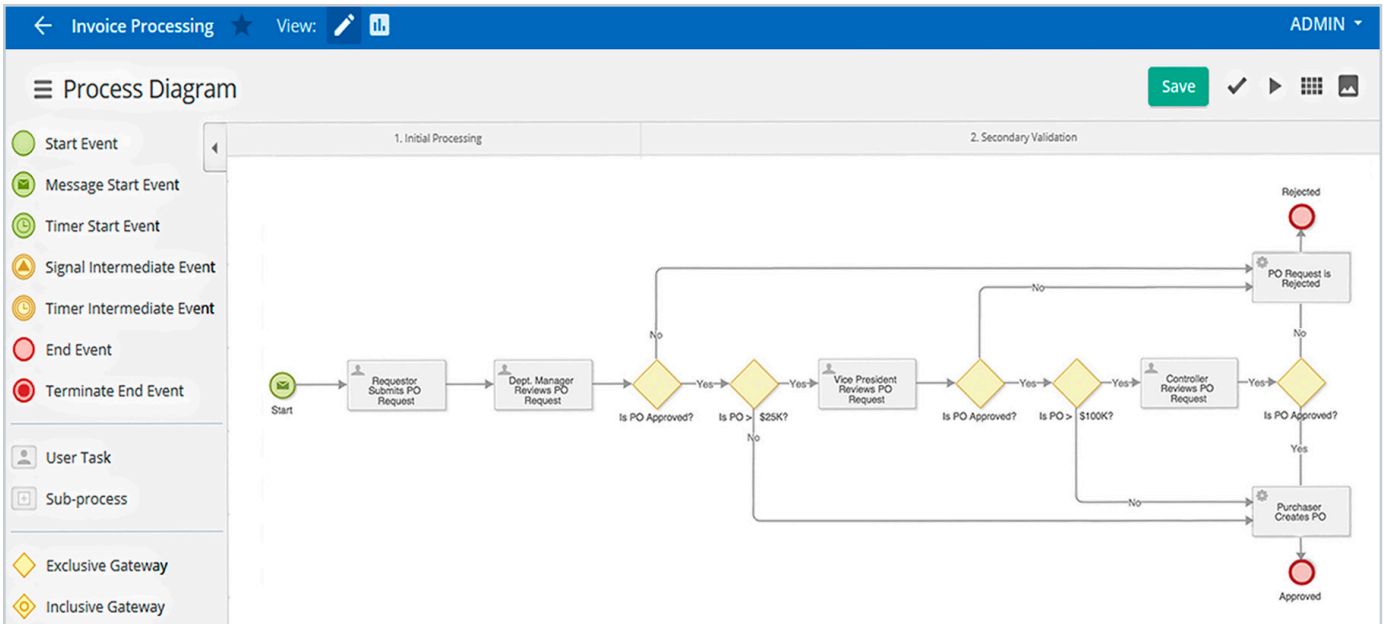 Invoice Processing
View:
ADMIN
Process Diagram
Save
Start Event
Message Start Event
Timer Start Event
Signal Intermediate Event
Timer Intermediate Event
End Event
Terminate End Event
User Task
Sub-process
Exclusive Gateway
Inclusive Gateway
1. Initial Processing
2. Secondary Validation
Rejected
PO Request is
Rejected
No
No
No
Start
Requestor
Submits PO
Request
Dept. Manager
Reviews PO
Request
Is PO Approved?
Yes
Is PO > $25K?
Yes
No
Vice President
Reviews PO
Request
Is PO Approved?
Yes
Is PO > $100K?
Yes
No
Controller
Reviews PO
Request
Yes
Is PO Approved?
Yes
Purchaser
Creates PO
Approved